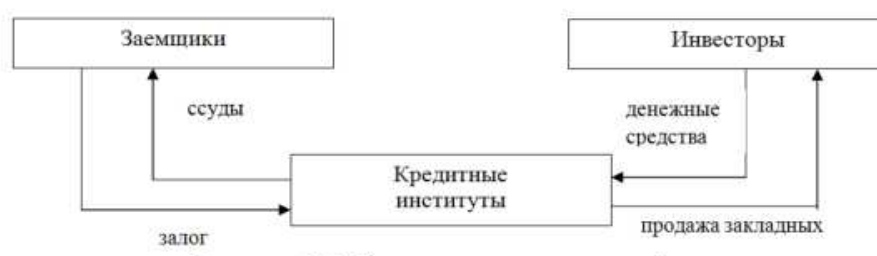 Заемщики
Инвесторы
ссуды
денежные
средства
Кредитные
институты
залог
продажа закладных